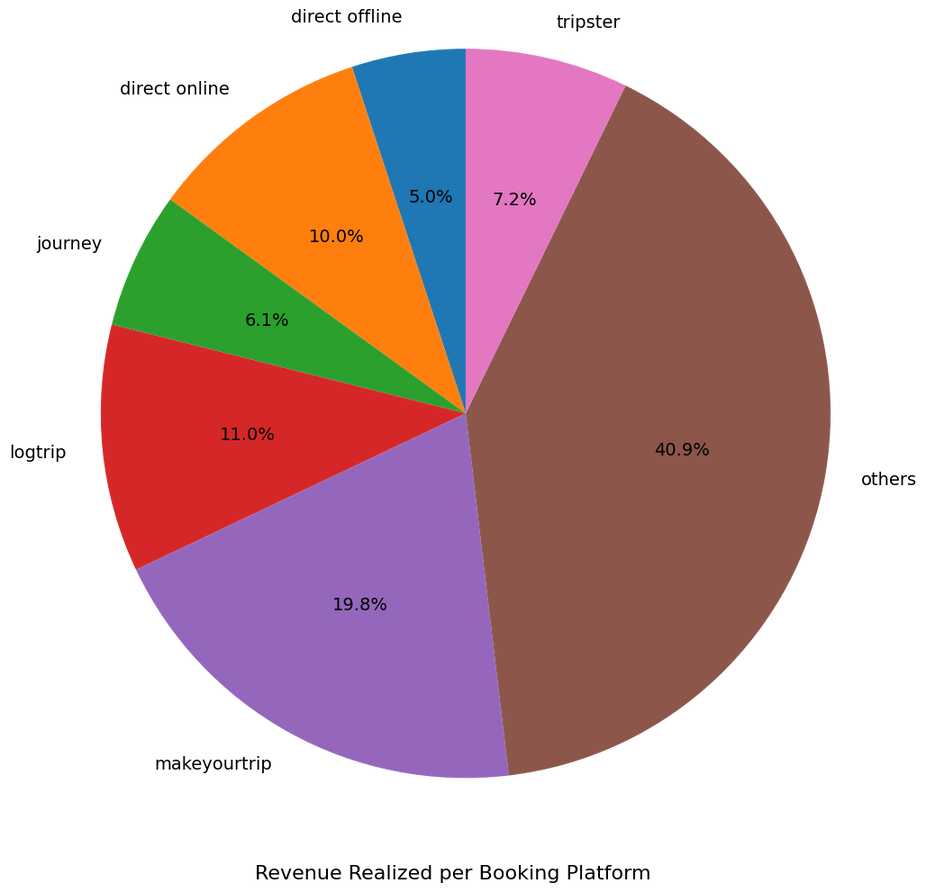 direct offline
tripster
direct online
5.0%
7.2%
10.0%
journey
6.1%
11.0%
40.9%
logtrip
others
19.8%
makeyourtrip
Revenue Realized per Booking Platform